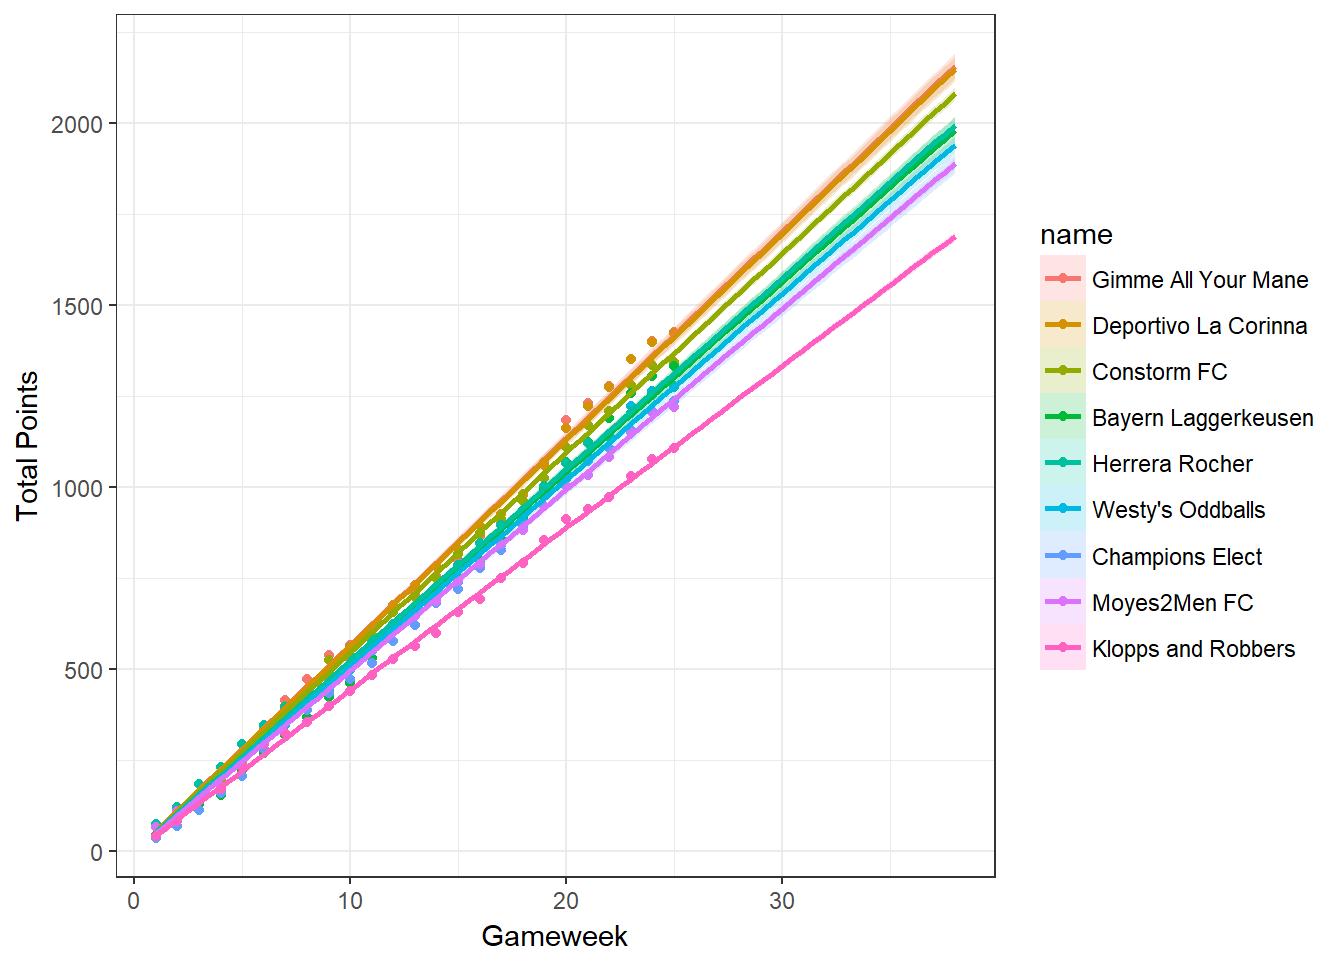 2000
1500
1000
500
0
Total Points
0
10
20
30
Gameweek
name
Gimme All Your Mane
Deportivo La Corinna
Constorm FC
Bayern Laggerkeusen
Herrera Rocher
Westy's Oddballs
Champions Elect
Moyes2Men FC
Klopps and Robbers